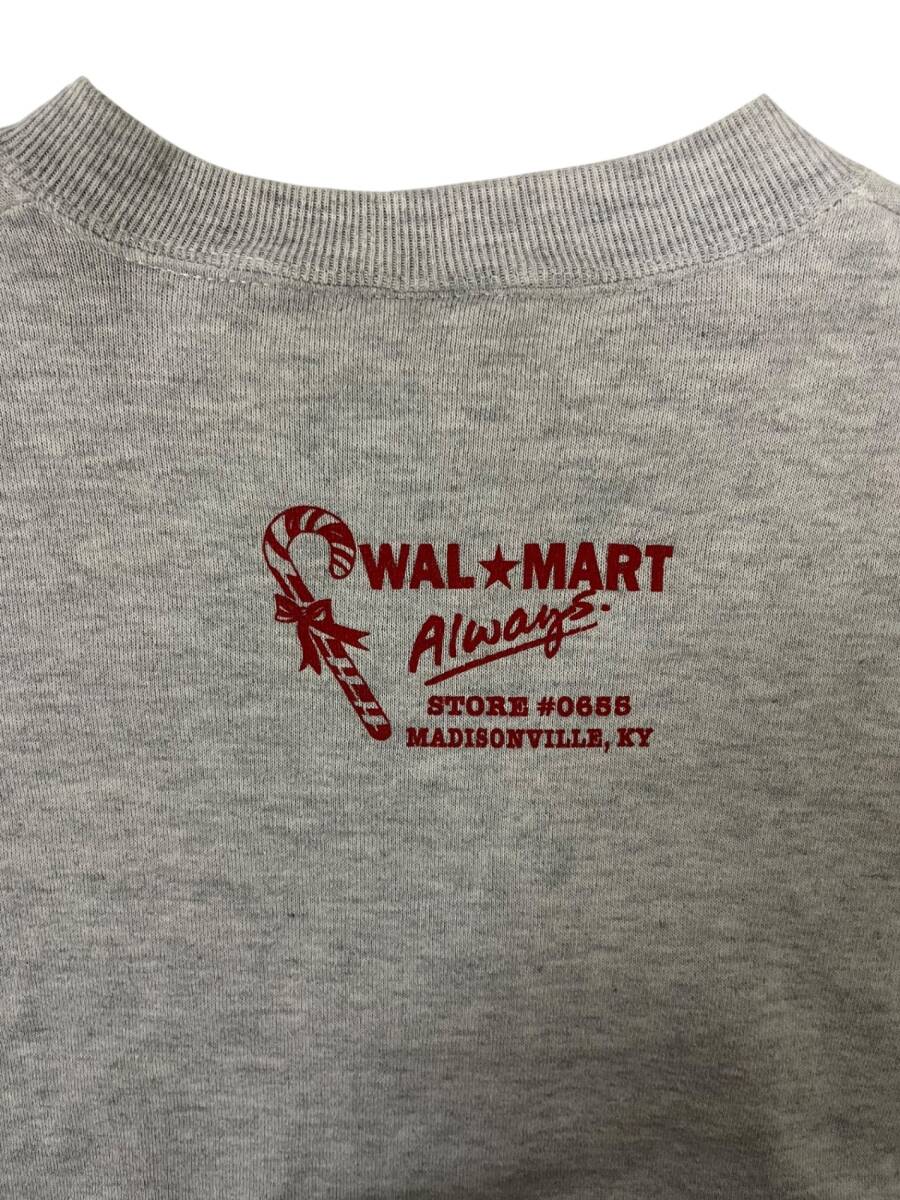 WAL★MART
Always.
STORE #0655
MADISONVILLE, KY